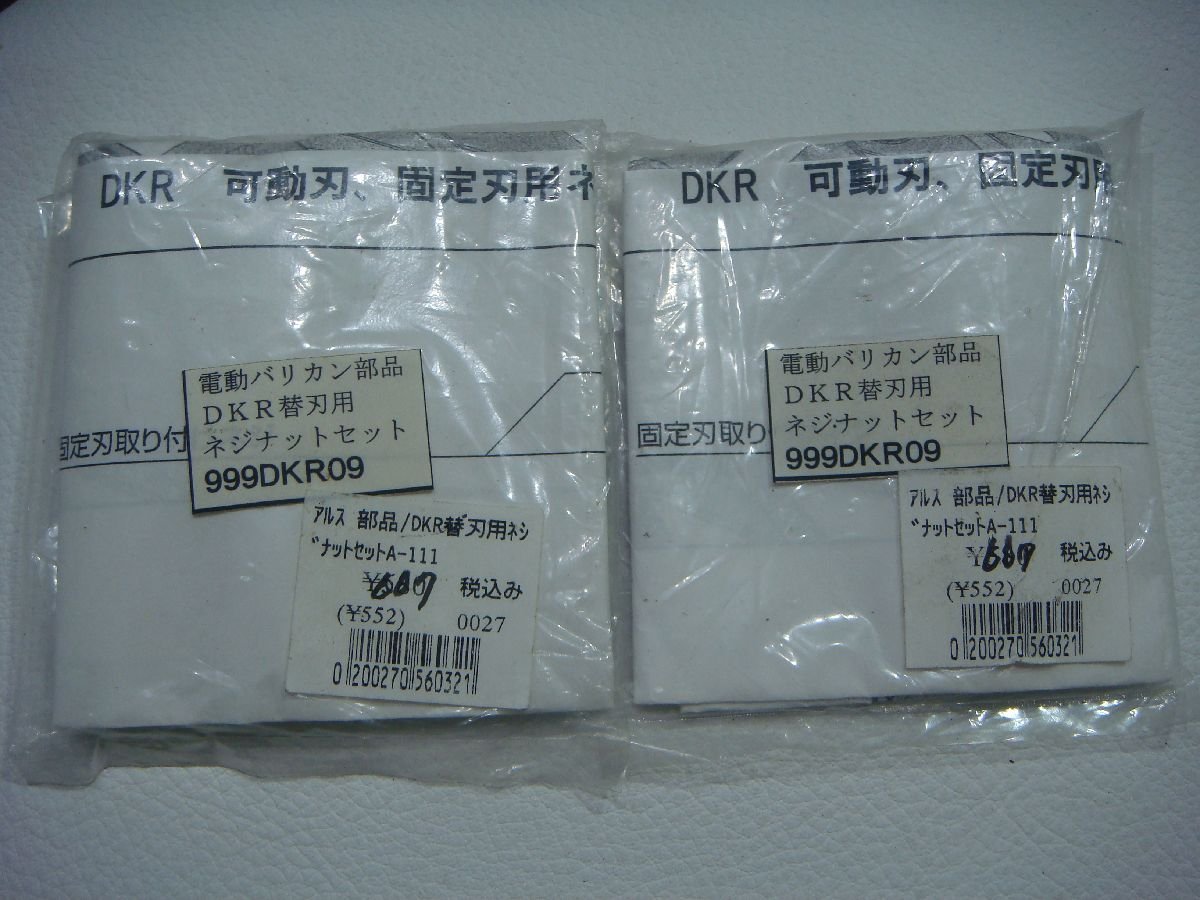 DKR 可動刃、固定刃用ネ
固定刃取り付
電動バリカン部品
DKR替刃用
ネジナットセット
999DKR09
アルス 部品/DKR替刃用ネシ
゛ナットセットA-111
税込み
(¥552) 0027
0 200270 560321
DKR 可動刃、固定刃用
固定刃取り
電動バリカン部品
DKR替刃用
ネジナットセット
999DKR09
アルス 部品/DKR替刃用ネシ
゛ナットセットA-111
税込み
(¥552) 0027
0 200270 560321